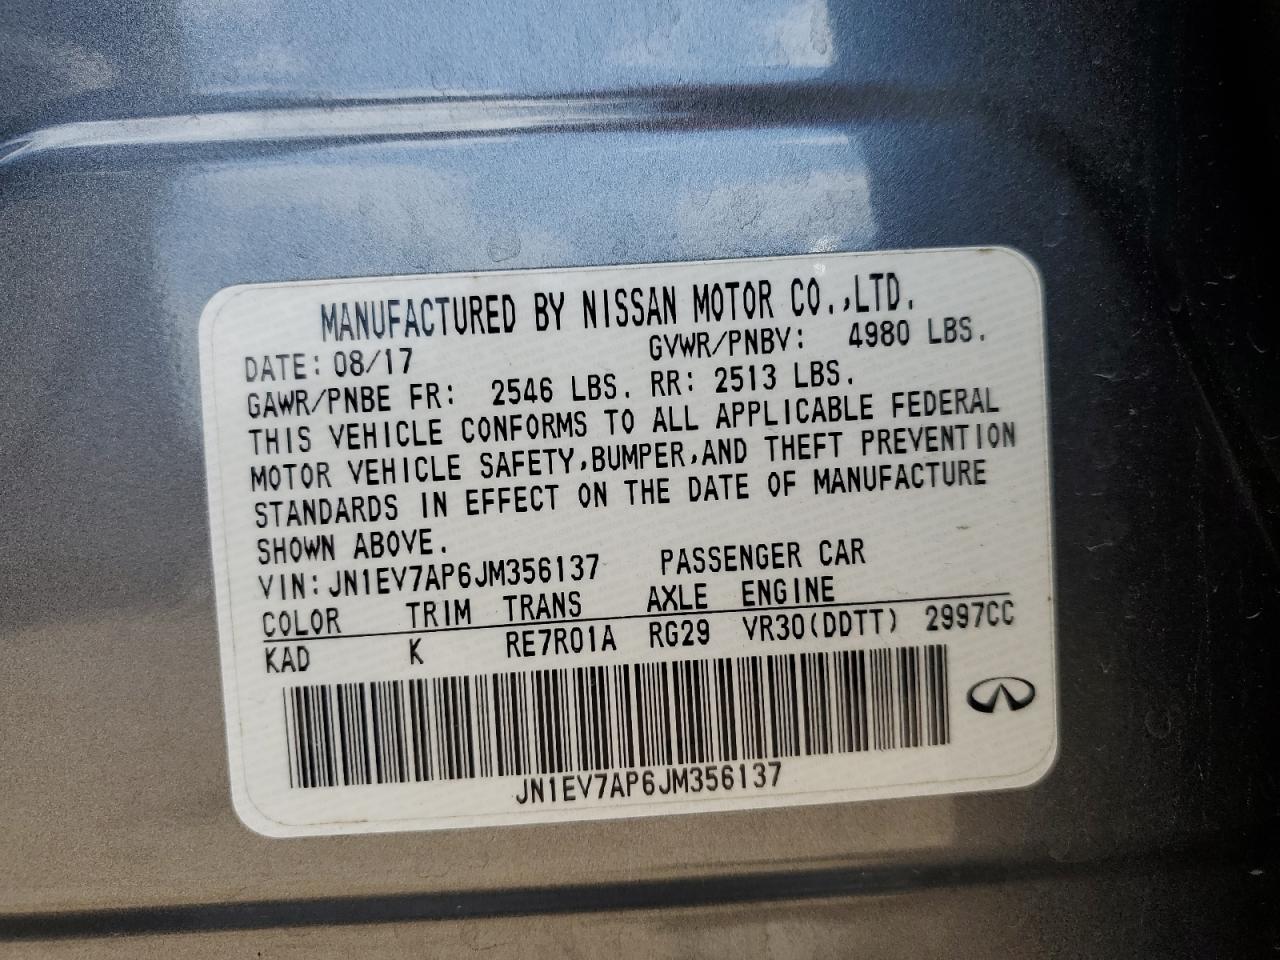 MANUFACTURED BY NISSAN MOTOR CO.,LTD.
DATE: 08/17 GVWR/PNBV: 4980 LBS.
GAWR/PNBE FR: 2546 LBS. RR: 2513 LBS.
THIS VEHICLE CONFORMS TO ALL APPLICABLE FEDERAL
MOTOR VEHICLE SAFETY,BUMPER,AND THEFT PREVENTION
STANDARDS IN EFFECT ON THE DATE OF MANUFACTURE
SHOWN ABOVE.
VIN: JN1EV7AP6JM356137 PASSENGER CAR
COLOR TRIM TRANS AXLE ENGINE
KAD K RE7R01A RG29 VR30(DDTT) 2997CC
JN1EV7AP6JM356137